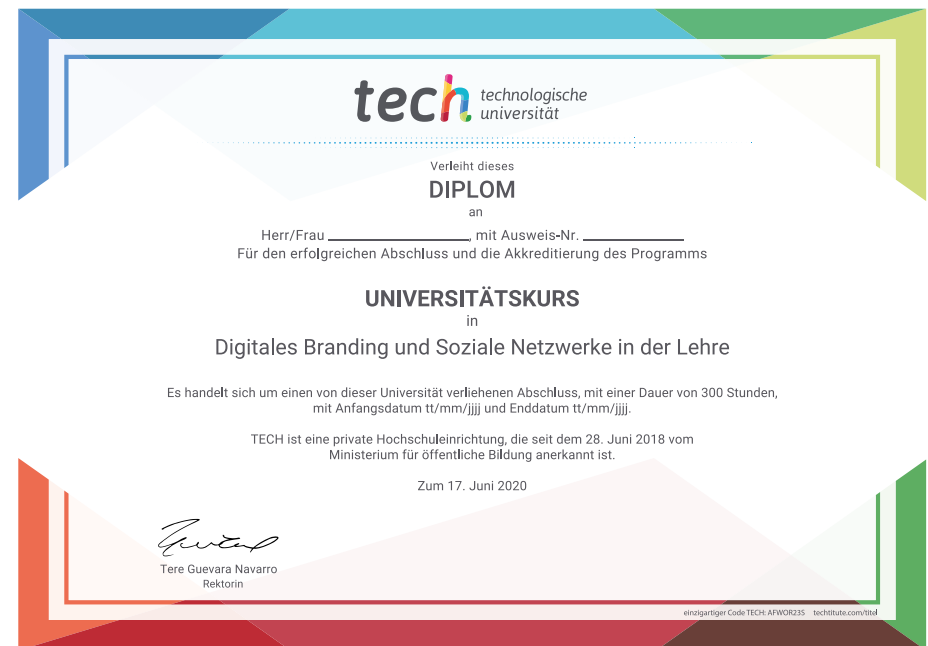 tech technologische
universität
Verleiht dieses
DIPLOM
an
Herr/Frau ____________________, mit Ausweis-Nr. ______________
Für den erfolgreichen Abschluss und die Akkreditierung des Programms
UNIVERSITÄTSKURS
in
Digitales Branding und Soziale Netzwerke in der Lehre
Es handelt sich um einen von dieser Universität verliehenen Abschluss, mit einer Dauer von 300 Stunden,
mit Anfangsdatum tt/mm/jjjj und Enddatum tt/mm/jjjj.
TECH ist eine private Hochschuleinrichtung, die seit dem 28. Juni 2018 vom
Ministerium für öffentliche Bildung anerkannt ist.
Zum 17. Juni 2020
Tere Guevara Navarro
Rektorin
einzigartiger Code TECH: AFWOR23S techtitute.com/titel